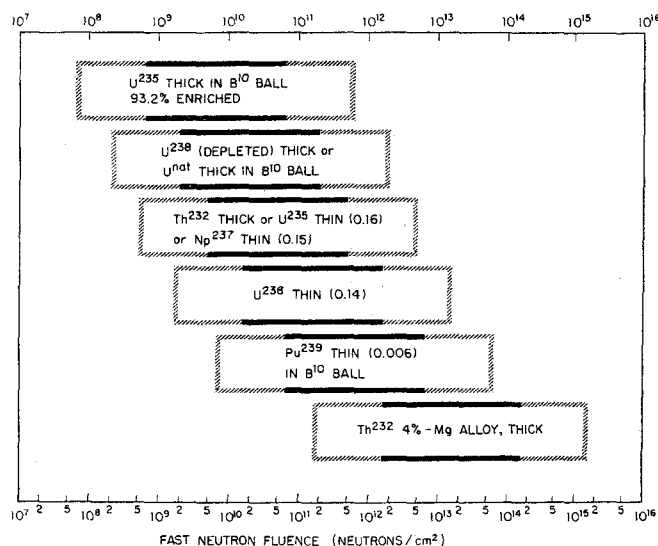 10⁷ 10⁸ 10⁹ 10¹⁰ 10¹¹ 10¹² 10¹³ 10¹⁴ 10¹⁵ 10¹⁶
U²³⁵ THICK IN B¹⁰ BALL
93.2% ENRICHED
U²³⁸ (DEPLETED) THICK or
Uⁿᵃᵗ THICK IN B¹⁰ BALL
Th²³² THICK or U²³⁵ THIN (0.16)
or Np²³⁷ THIN (0.15)
U²³⁸ THIN (0.14)
Pu²³⁹ THIN (0.006)
IN B¹⁰ BALL
Th²³² 4%-Mg ALLOY, THICK
10⁷ 2 5 10⁸ 2 5 10⁹ 2 5 10¹⁰ 2 5 10¹¹ 2 5 10¹² 2 5 10¹³ 2 5 10¹⁴ 2 5 10¹⁵ 2 5 10¹⁶
FAST NEUTRON FLUENCE (NEUTRONS/cm²)